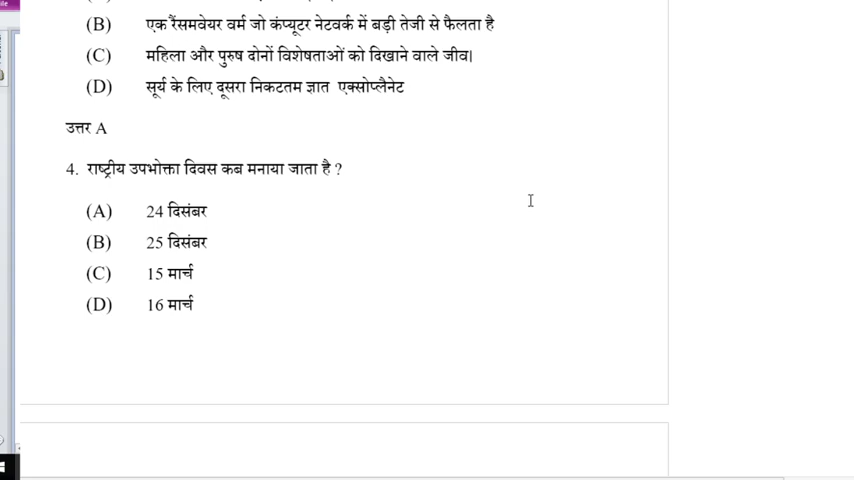 (B) एक रैंसमवेयर वर्म जो कंप्यूटर नेटवर्क में बड़ी तेजी से फैलता है
(C) महिला और पुरुष दोनों विशेषताओं को दिखाने वाले जीव।
(D) सूर्य के लिए दूसरा निकटतम ज्ञात एक्सोप्लैनेट
उत्तर A
4. राष्ट्रीय उपभोक्ता दिवस कब मनाया जाता है ?
(A) 24 दिसंबर
(B) 25 दिसंबर
(C) 15 मार्च
(D) 16 मार्च